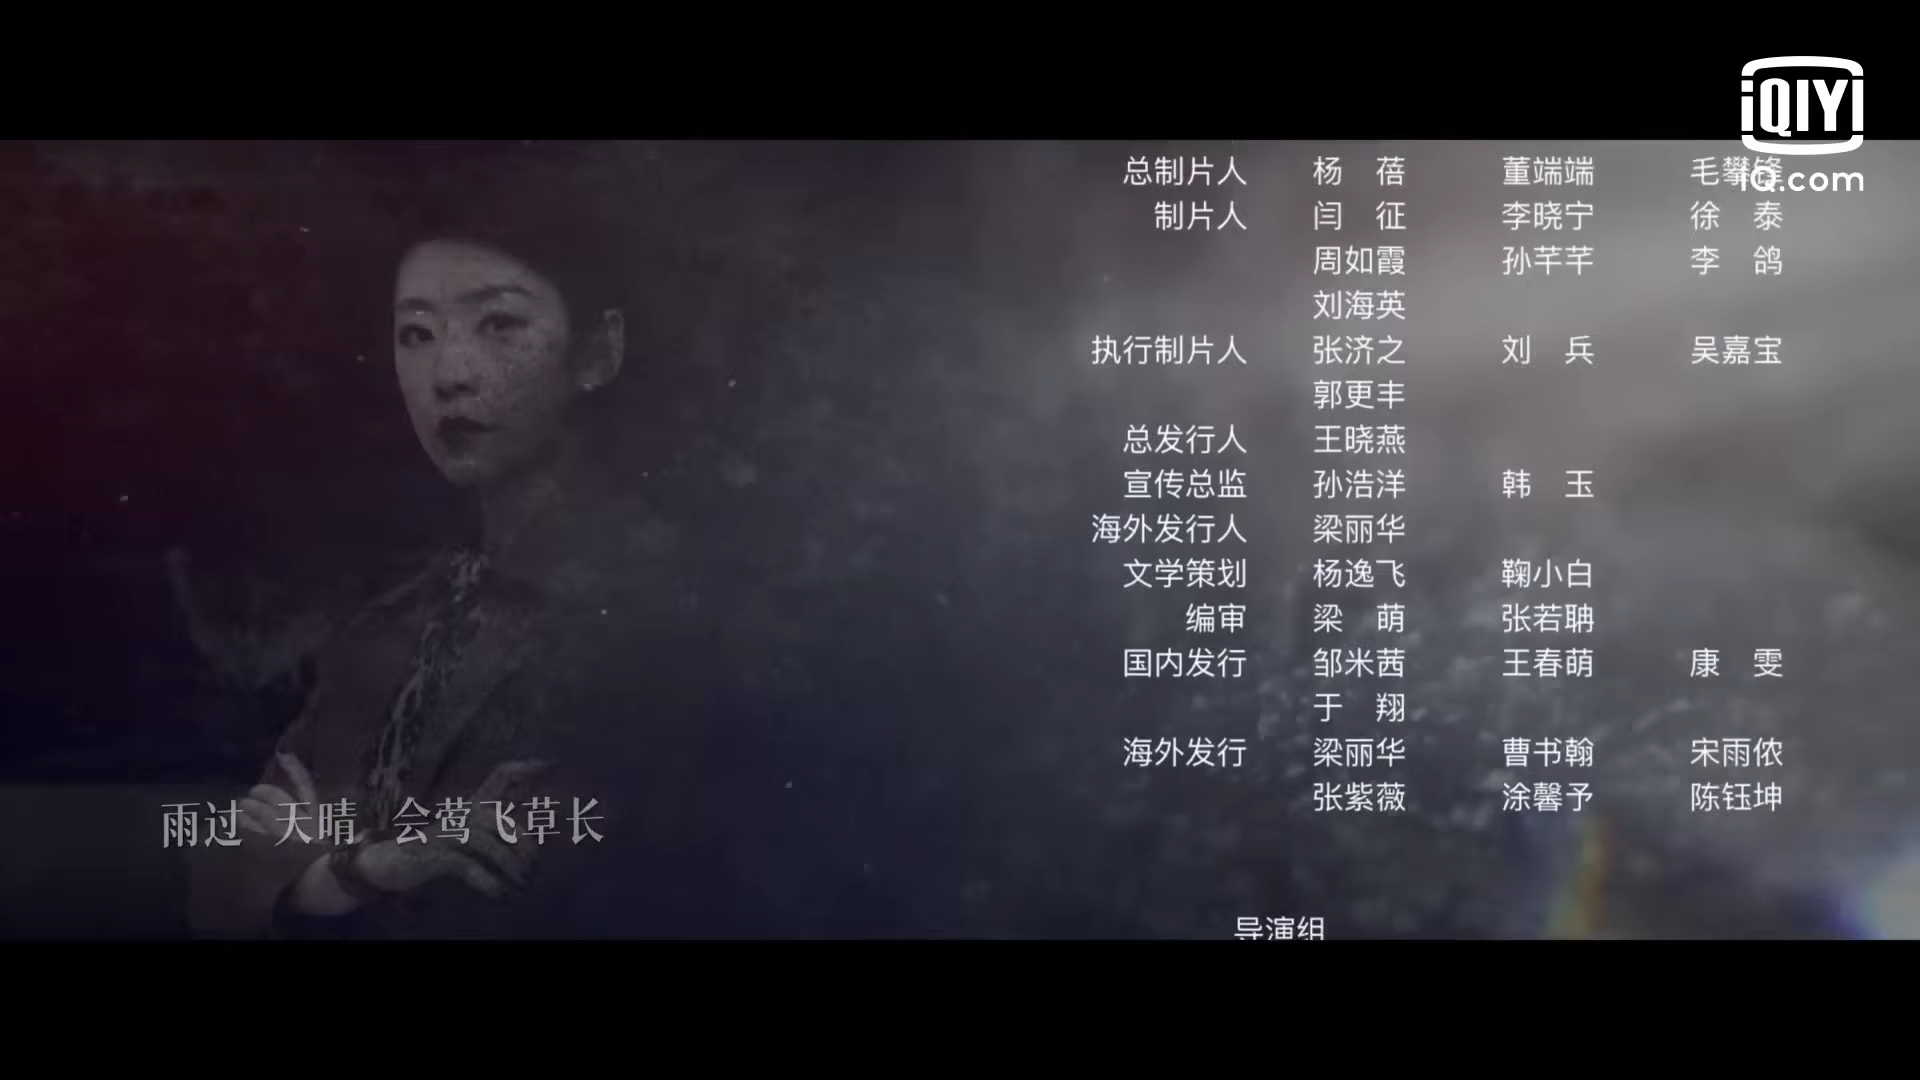 iQIYI
iQ.com
总制片人 杨 蓓 董端端 毛攀锋
制片人 闫 征 李晓宁 徐 泰
周如霞 孙芊芊 李 鸽
刘海英
执行制片人 张济之 刘 兵 吴嘉宝
郭更丰
总发行人 王晓燕
宣传总监 孙浩洋 韩 玉
海外发行人 梁丽华
文学策划 杨逸飞 鞠小白
编审 梁 萌 张若聃
国内发行 邹米茜 王春萌 康 雯
于 翔
海外发行 梁丽华 曹书翰 宋雨侬
张紫薇 涂馨予 陈钰坤
雨过 天晴 会莺飞草长
导演组